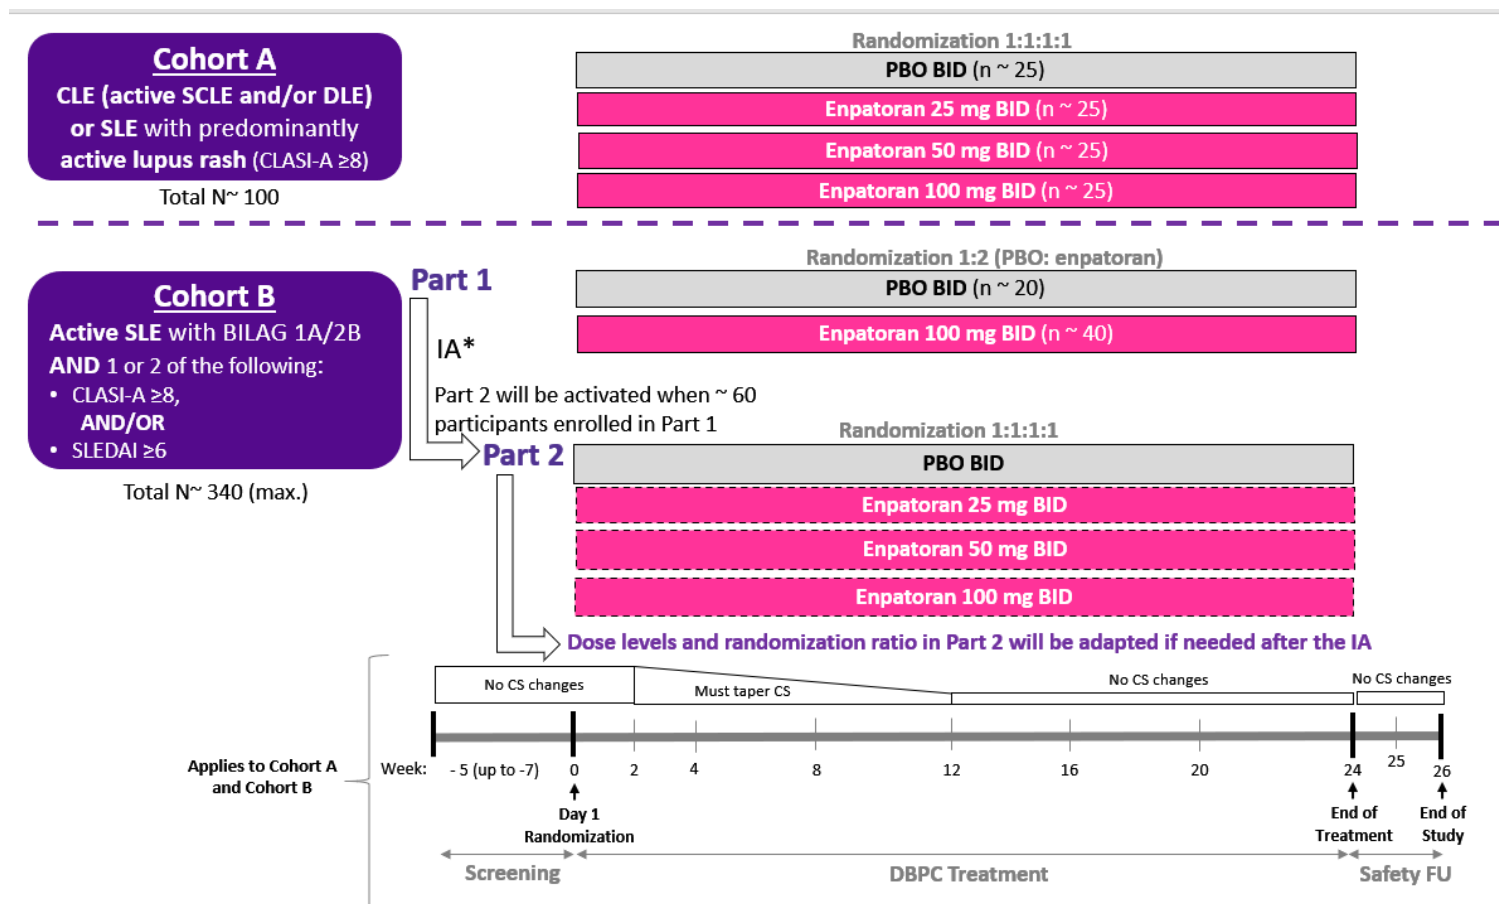 Cohort A
CLE (active SCLE and/or DLE)
or SLE with predominantly
active lupus rash (CLASI-A ≥8)
Total N~ 100
Randomization 1:1:1:1
PBO BID (n ~ 25)
Enpatoran 25 mg BID (n ~ 25)
Enpatoran 50 mg BID (n ~ 25)
Enpatoran 100 mg BID (n ~ 25)
Cohort B
Active SLE with BILAG 1A/2B
AND 1 or 2 of the following:
• CLASI-A ≥8,
AND/OR
• SLEDAI ≥6
Total N~ 340 (max.)
Part 1
IA*
Part 2 will be activated when ~ 60
participants enrolled in Part 1
Randomization 1:2 (PBO: enpatoran)
PBO BID (n ~ 20)
Enpatoran 100 mg BID (n ~ 40)
Part 2
Randomization 1:1:1:1
PBO BID
Enpatoran 25 mg BID
Enpatoran 50 mg BID
Enpatoran 100 mg BID
Dose levels and randomization ratio in Part 2 will be adapted if needed after the IA
No CS changes
Must taper CS
No CS changes
No CS changes
Applies to Cohort A
and Cohort B
Week: - 5 (up to -7) 0 2 4 8 12 16 20 24 25 26
Day 1
Randomization
End of
Treatment
End of
Study
Screening
DBPC Treatment
Safety FU